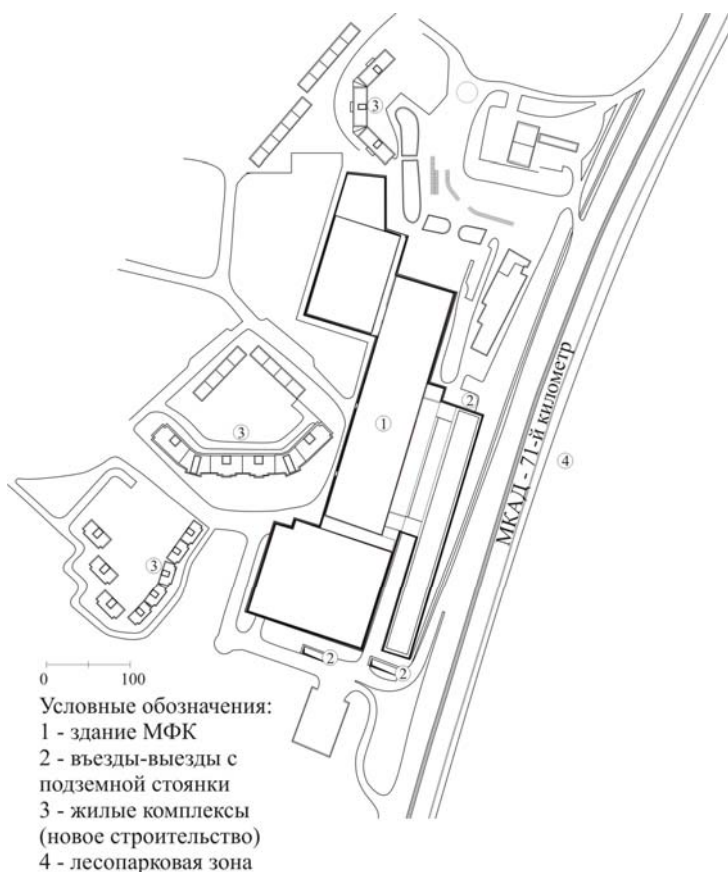 3
2
1
3
4
МКАД - 71-й километр
3
2
2
0 100
Условные обозначения:
1 - здание МФК
2 - въезды-выезды с
подземной стоянки
3 - жилые комплексы
(новое строительство)
4 - лесопарковая зона